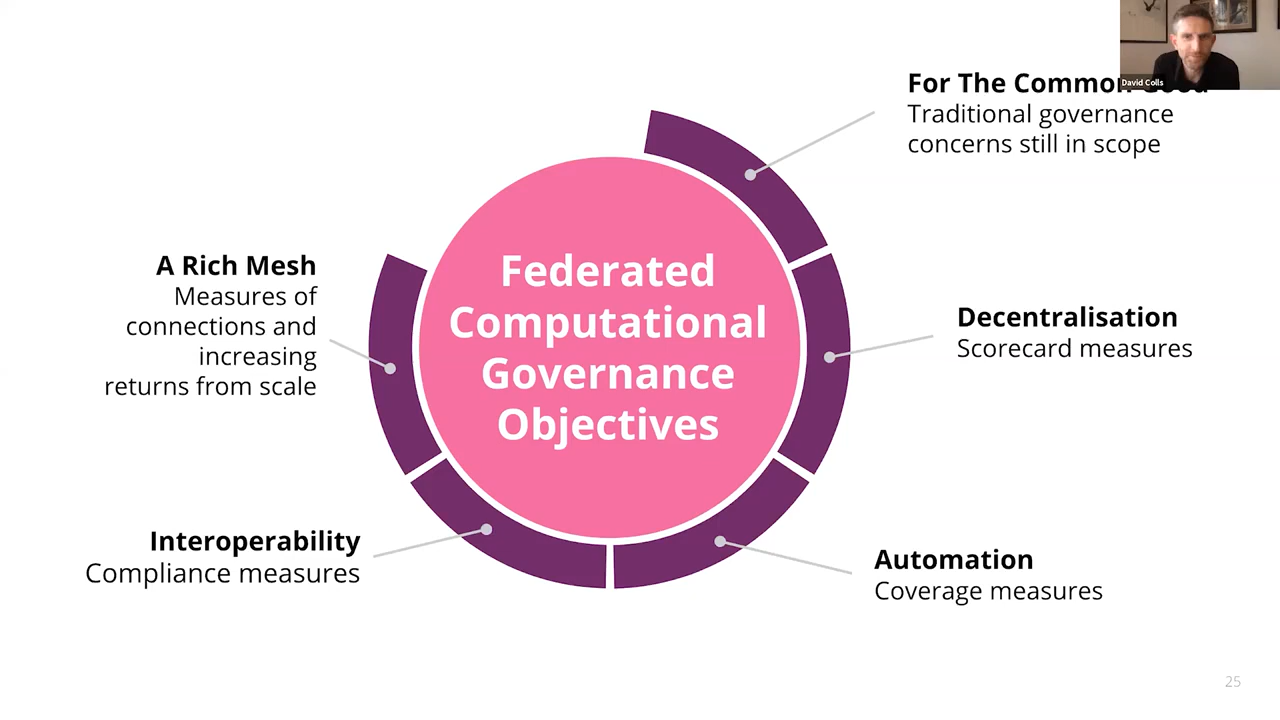 David Colls
For The Common Good
Traditional governance
concerns still in scope
A Rich Mesh
Measures of
connections and
increasing
returns from scale
Federated
Computational
Governance
Objectives
Decentralisation
Scorecard measures
Interoperability
Compliance measures
Automation
Coverage measures
25